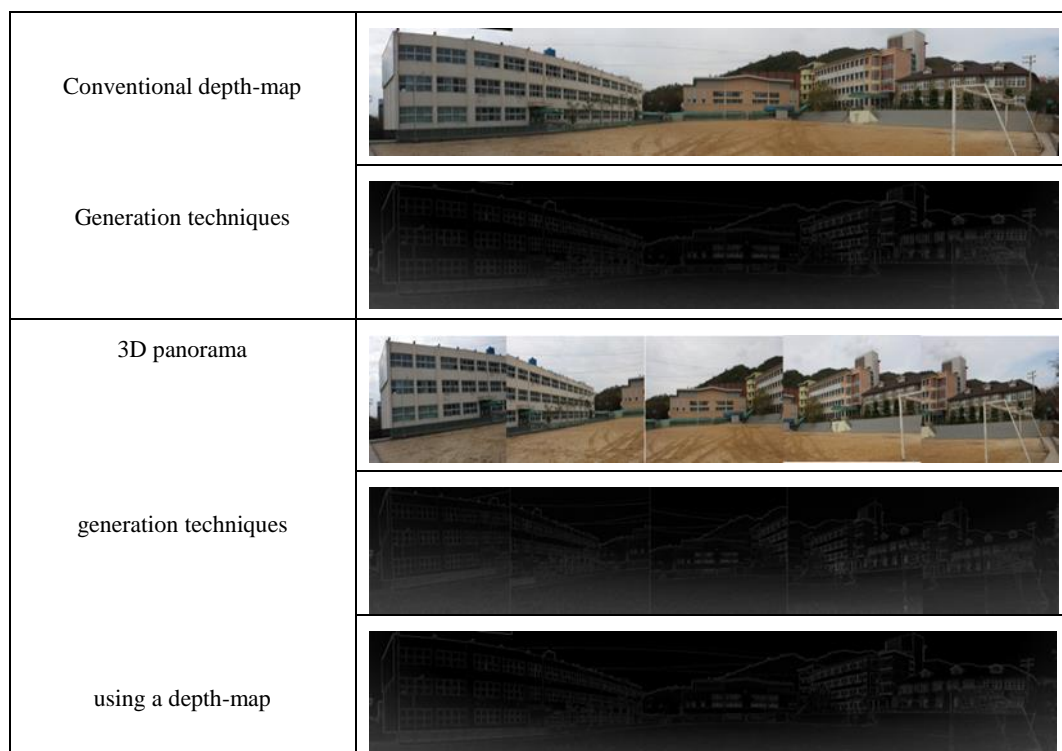 Conventional depth-map
Generation techniques
3D panorama
generation techniques
using a depth-map